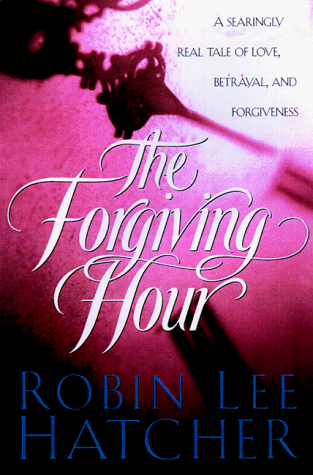 A SEARINGLY
REAL TALE OF LOVE,
BETRAYAL, AND
FORGIVENESS
The
Forgiving
Hour
ROBIN LEE
HATCHER